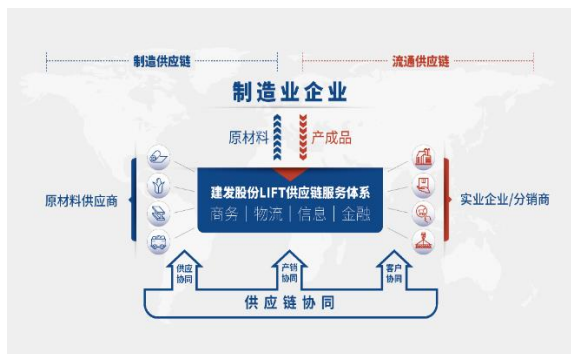 制造供应链
流通供应链
制造业企业
原材料
产成品
原材料供应商
建发股份LIFT供应链服务体系
商务|物流|信息|金融
实业企业/分销商
供应
协同
产销
协同
客户
协同
供应链协同